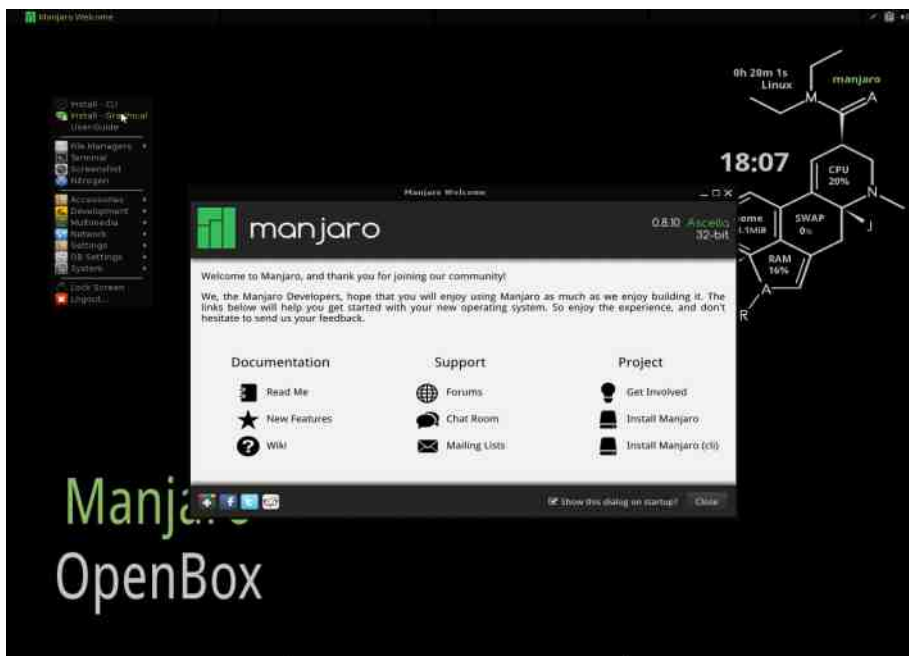 Manjaro Welcome
0h 20m 1s
Linux
manjaro
M
A
Install - CLI
Install - Graphical
User Guide
File Managers
Terminal
Screenshot
Nitrogen
18:07
CPU
20%
N
Accessories
Development
Multimedia
Network
Settings
OB Settings
System
Lock Screen
Logout...
Manjaro Welcome
ome
.1MiB
SWAP
0%
J
RAM
16%
A
R
manjaro
0.8.10 Ascella
32-bit
Welcome to Manjaro, and thank you for joining our community!
We, the Manjaro Developers, hope that you will enjoy using Manjaro as much as we enjoy building it. The
links below will help you get started with your new operating system. So enjoy the experience, and don't
hesitate to send us your feedback.
Documentation
Support
Project
Read Me
Forums
Get Involved
New Features
Chat Room
Install Manjaro
Wiki
Mailing Lists
Install Manjaro (cli)
Show this dialog on startup?
Close
Manjaro
OpenBox